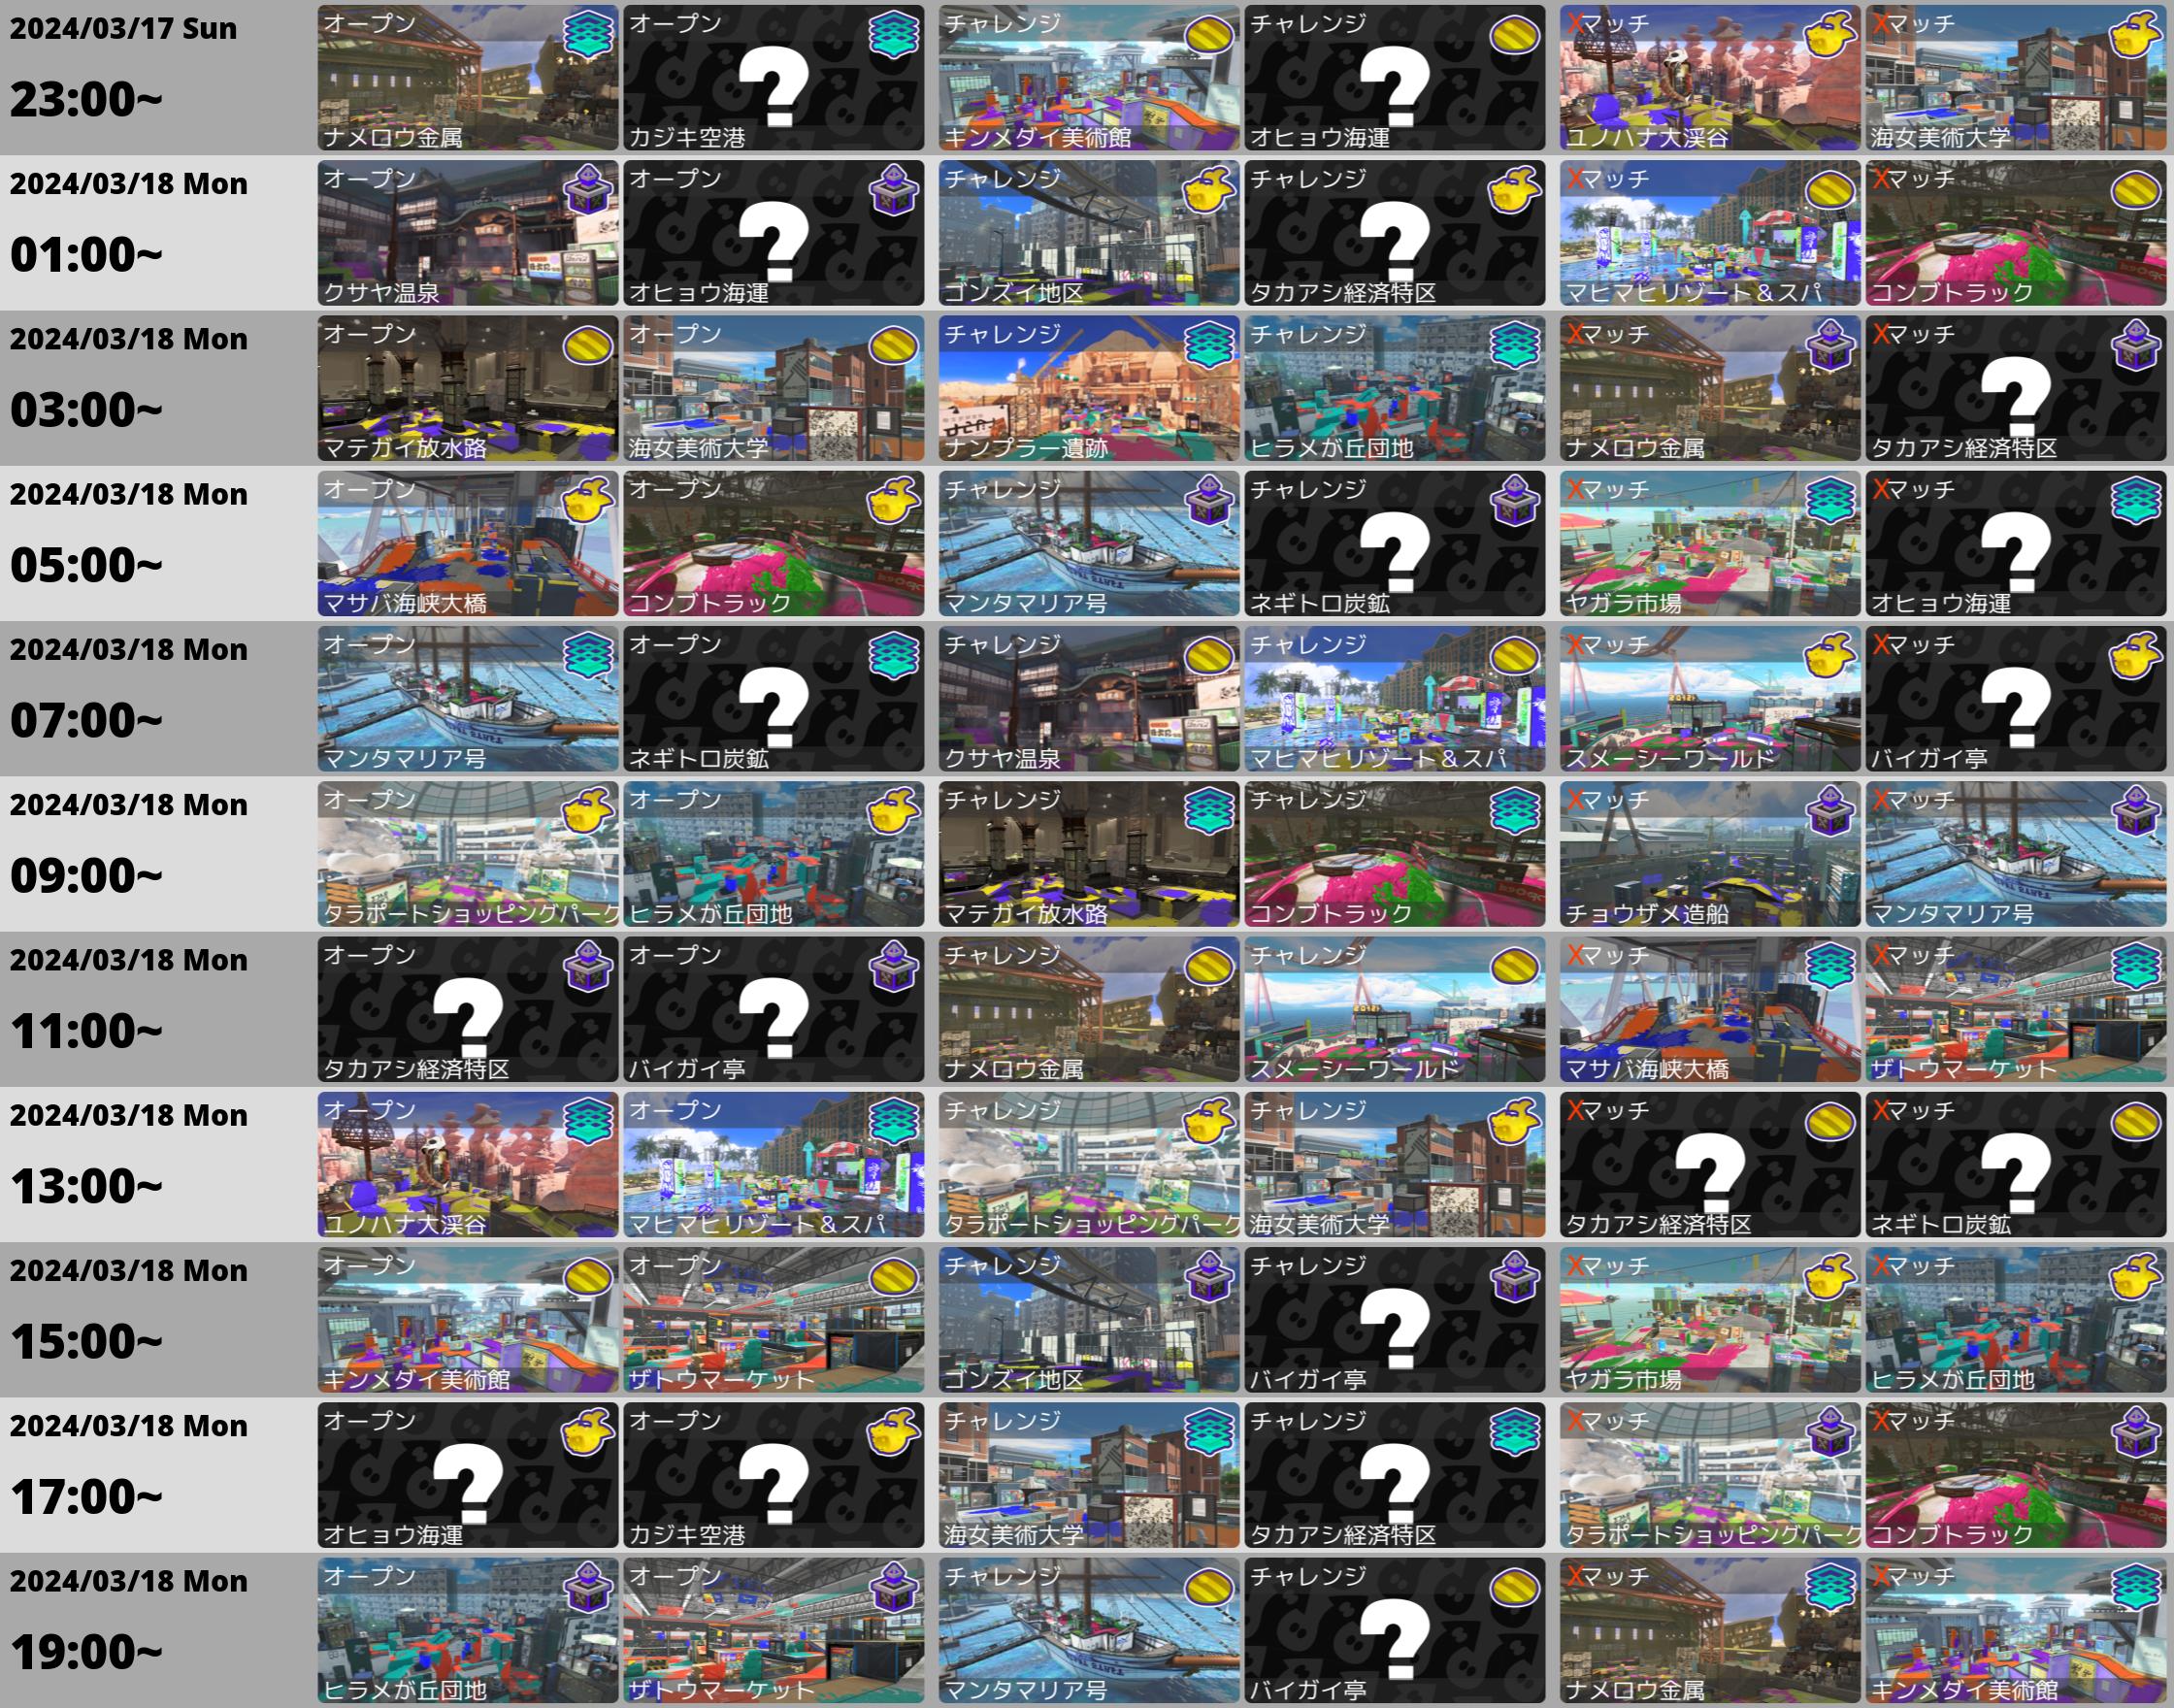 2024/03/17 Sun
23:00~
オープン
ナメロウ金属
オープン
カジキ空港
チャレンジ
キンメダイ美術館
チャレンジ
オヒョウ海運
Xマッチ
ユノハナ大渓谷
Xマッチ
海女美術大学
2024/03/18 Mon
01:00~
オープン
クサヤ温泉
オープン
オヒョウ海運
チャレンジ
ゴンズイ地区
チャレンジ
タカアシ経済特区
Xマッチ
マヒマヒリゾート＆スパ
Xマッチ
コンブトラック
2024/03/18 Mon
03:00~
オープン
マテガイ放水路
オープン
海女美術大学
チャレンジ
ナンプラー遺跡
チャレンジ
ヒラメが丘団地
Xマッチ
ナメロウ金属
Xマッチ
タカアシ経済特区
2024/03/18 Mon
05:00~
オープン
マサバ海峡大橋
オープン
コンブトラック
チャレンジ
マンタマリア号
チャレンジ
ネギトロ炭鉱
Xマッチ
ヤガラ市場
Xマッチ
オヒョウ海運
2024/03/18 Mon
07:00~
オープン
マンタマリア号
オープン
ネギトロ炭鉱
チャレンジ
クサヤ温泉
チャレンジ
マヒマヒリゾート＆スパ
Xマッチ
スメーシーワールド
Xマッチ
バイガイ亭
2024/03/18 Mon
09:00~
オープン
タラポートショッピングパーク
オープン
ヒラメが丘団地
チャレンジ
マテガイ放水路
チャレンジ
コンブトラック
Xマッチ
チョウザメ造船
Xマッチ
マンタマリア号
2024/03/18 Mon
11:00~
オープン
タカアシ経済特区
オープン
バイガイ亭
チャレンジ
ナメロウ金属
チャレンジ
スメーシーワールド
Xマッチ
マサバ海峡大橋
Xマッチ
ザトウマーケット
2024/03/18 Mon
13:00~
オープン
ユノハナ大渓谷
オープン
マヒマヒリゾート＆スパ
チャレンジ
タラポートショッピングパーク
チャレンジ
海女美術大学
Xマッチ
タカアシ経済特区
Xマッチ
ネギトロ炭鉱
2024/03/18 Mon
15:00~
オープン
キンメダイ美術館
オープン
ザトウマーケット
チャレンジ
ゴンズイ地区
チャレンジ
バイガイ亭
Xマッチ
ヤガラ市場
Xマッチ
ヒラメが丘団地
2024/03/18 Mon
17:00~
オープン
オヒョウ海運
オープン
カジキ空港
チャレンジ
海女美術大学
チャレンジ
タカアシ経済特区
Xマッチ
タラポートショッピングパーク
Xマッチ
コンブトラック
2024/03/18 Mon
19:00~
オープン
ヒラメが丘団地
オープン
ザトウマーケット
チャレンジ
マンタマリア号
チャレンジ
バイガイ亭
Xマッチ
ナメロウ金属
Xマッチ
キンメダイ美術館